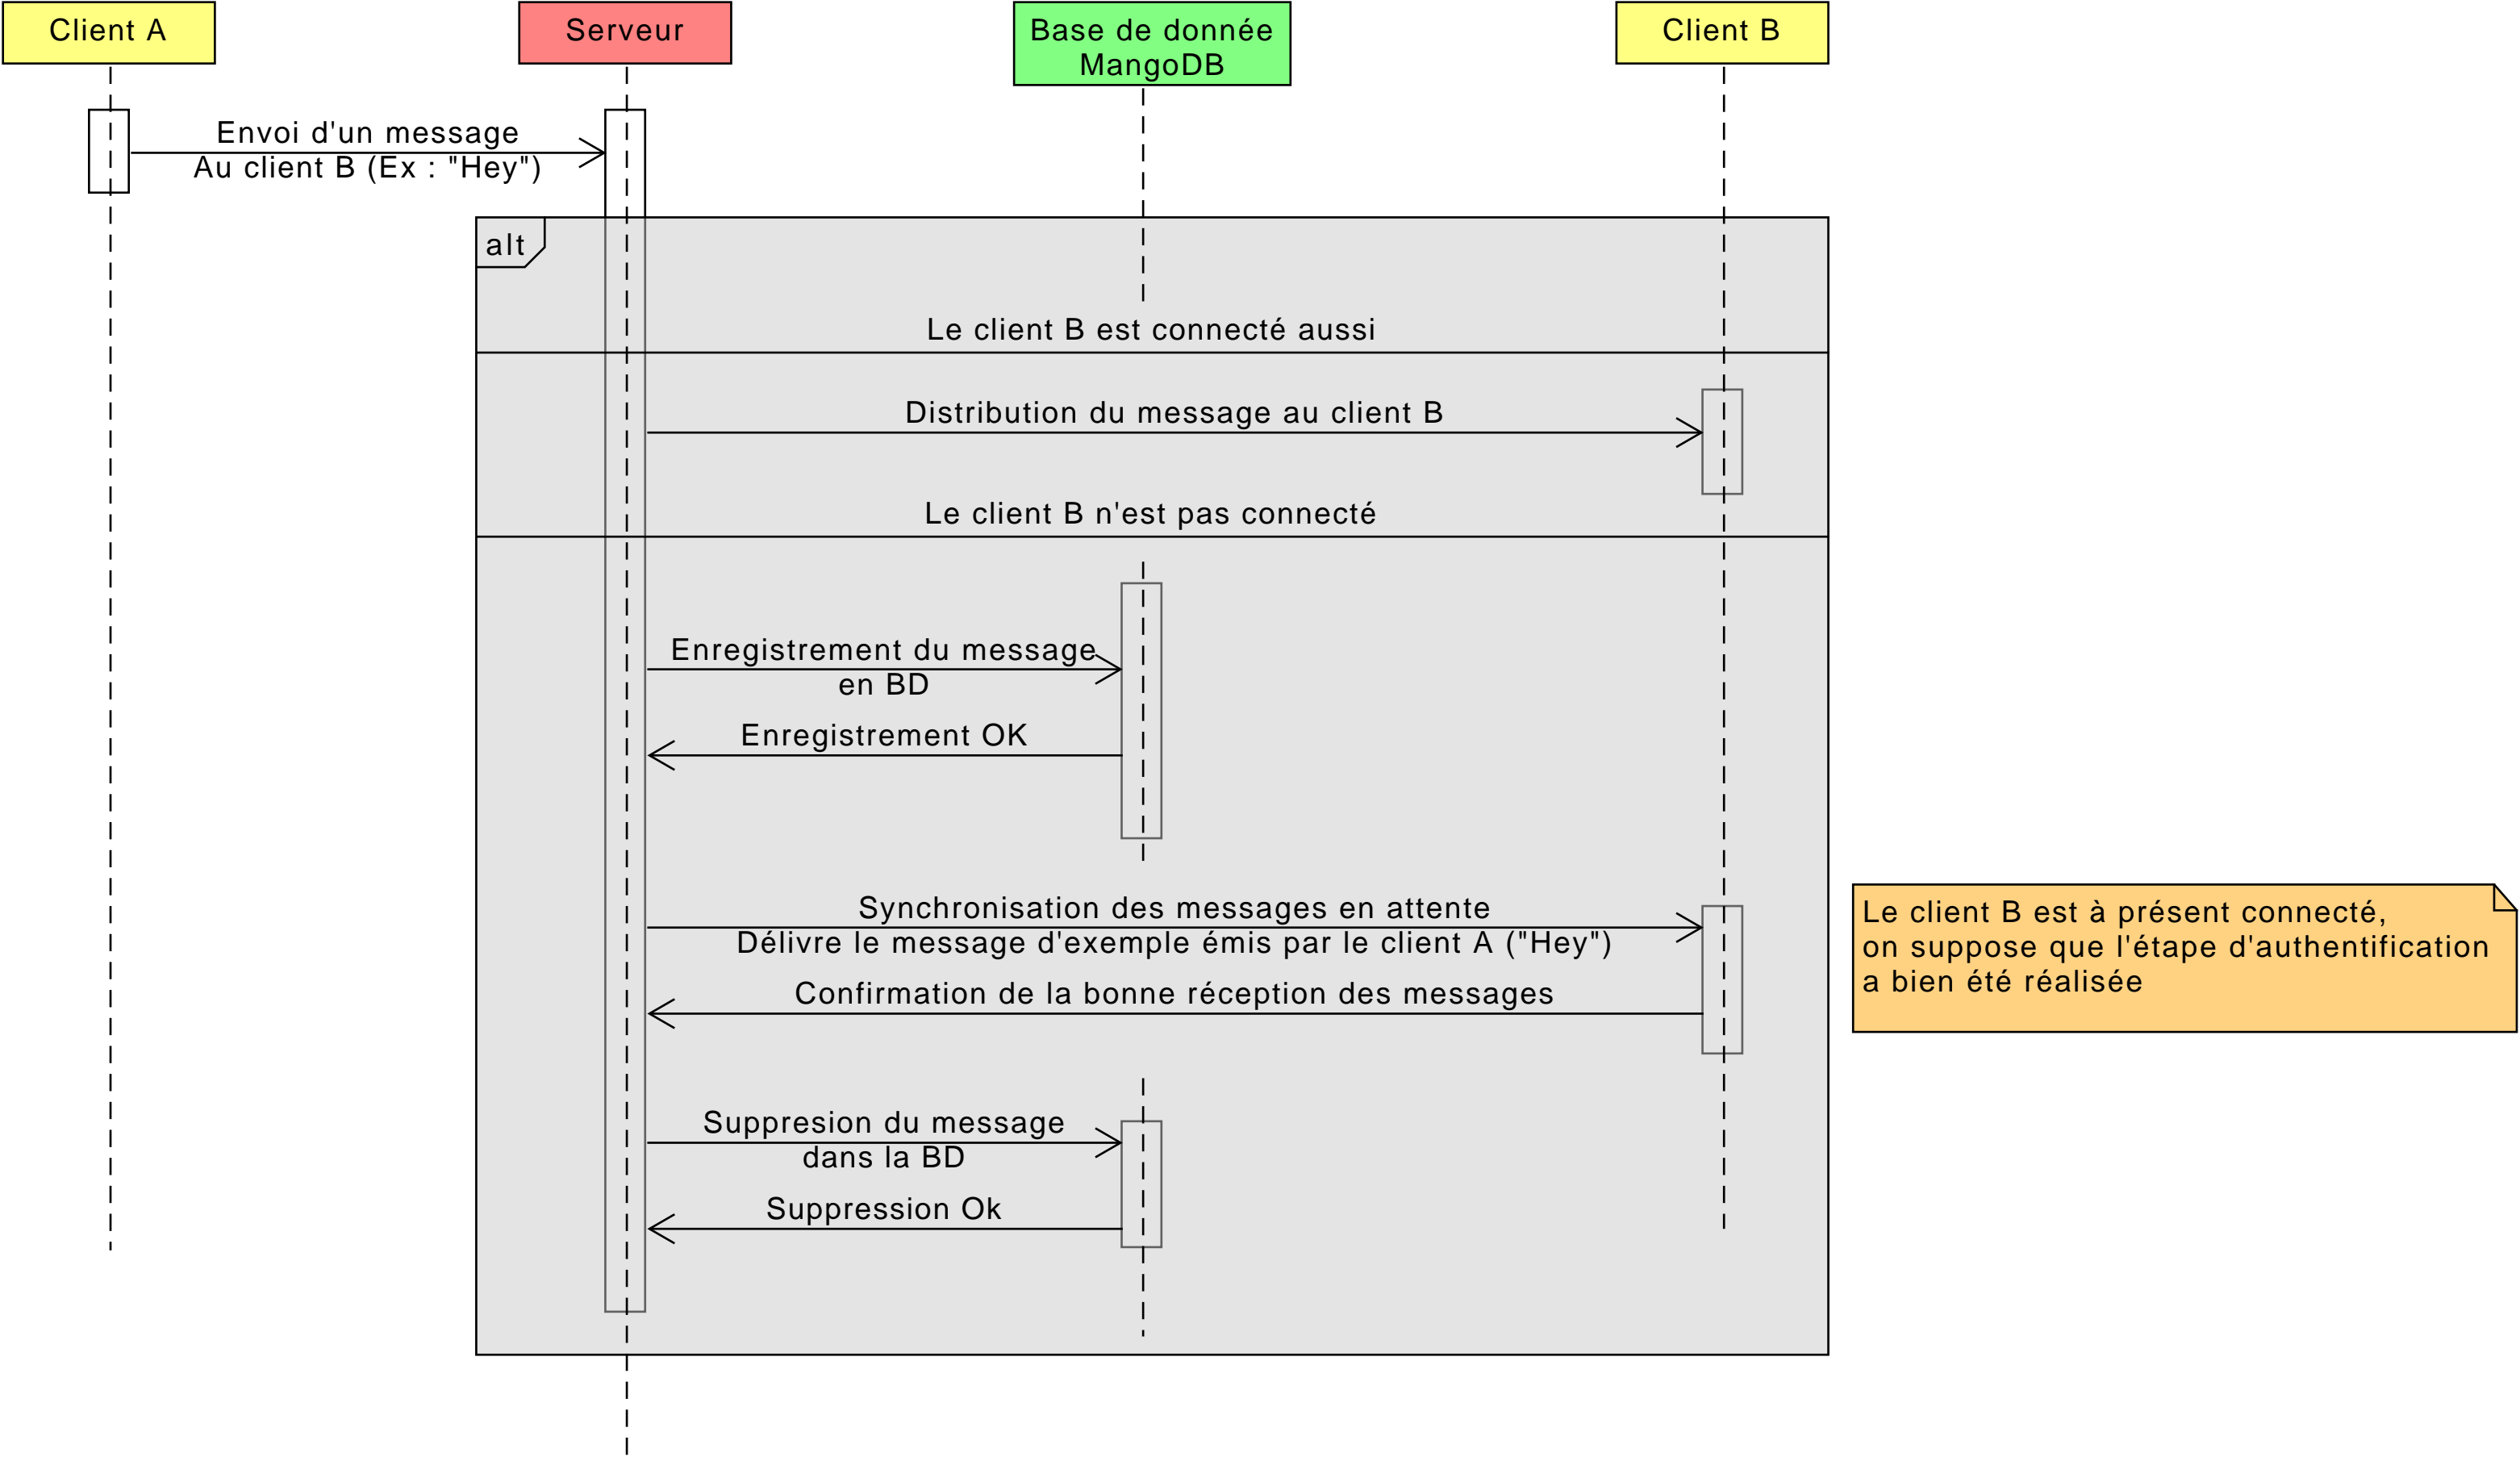 Client A
Serveur
Base de donnée
MangoDB
Client B
Envoi d'un message
Au client B (Ex : "Hey")
alt
Le client B est connecté aussi
Distribution du message au client B
Le client B n'est pas connecté
Enregistrement du message
en BD
Enregistrement OK
Synchronisation des messages en attente
Délivre le message d'exemple émis par le client A ("Hey")
Le client B est à présent connecté,
on suppose que l'étape d'authentification
a bien été réalisée
Confirmation de la bonne réception des messages
Suppresion du message
dans la BD
Suppression Ok